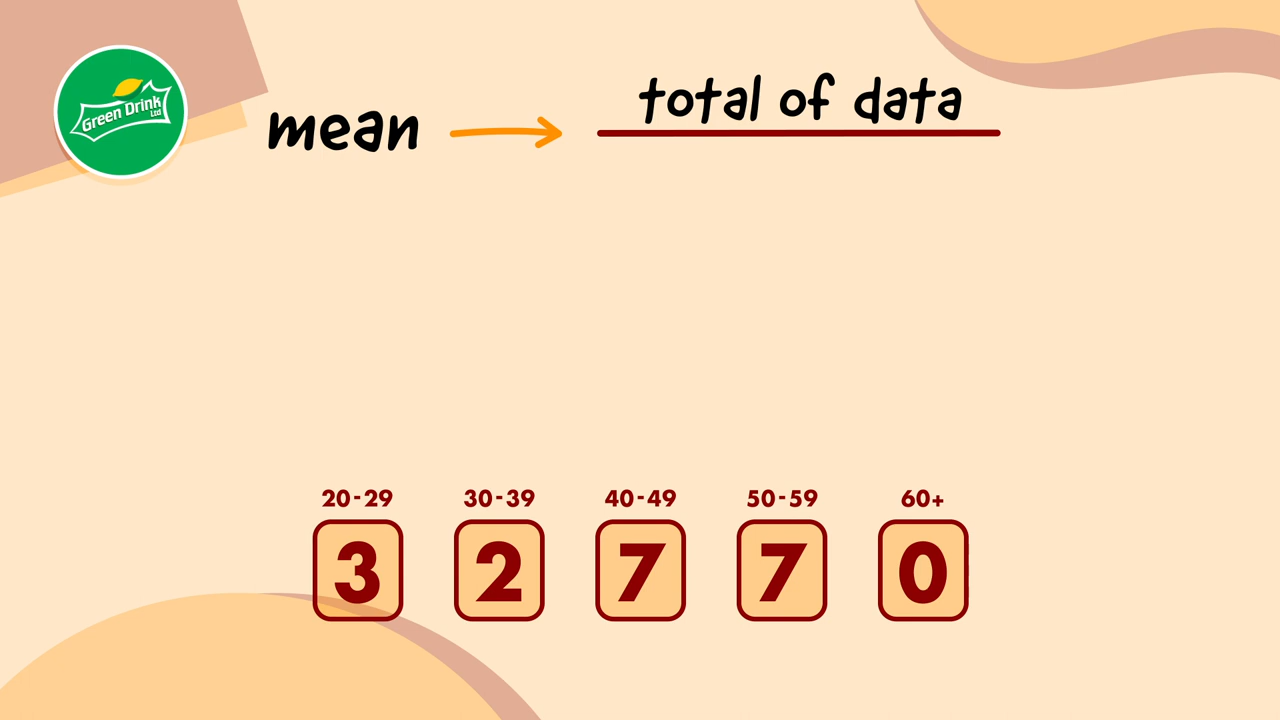 Green Drink
Ltd
mean
total of data
20-29 30-39 40-49 50-59 60+
3 2 7 7 0